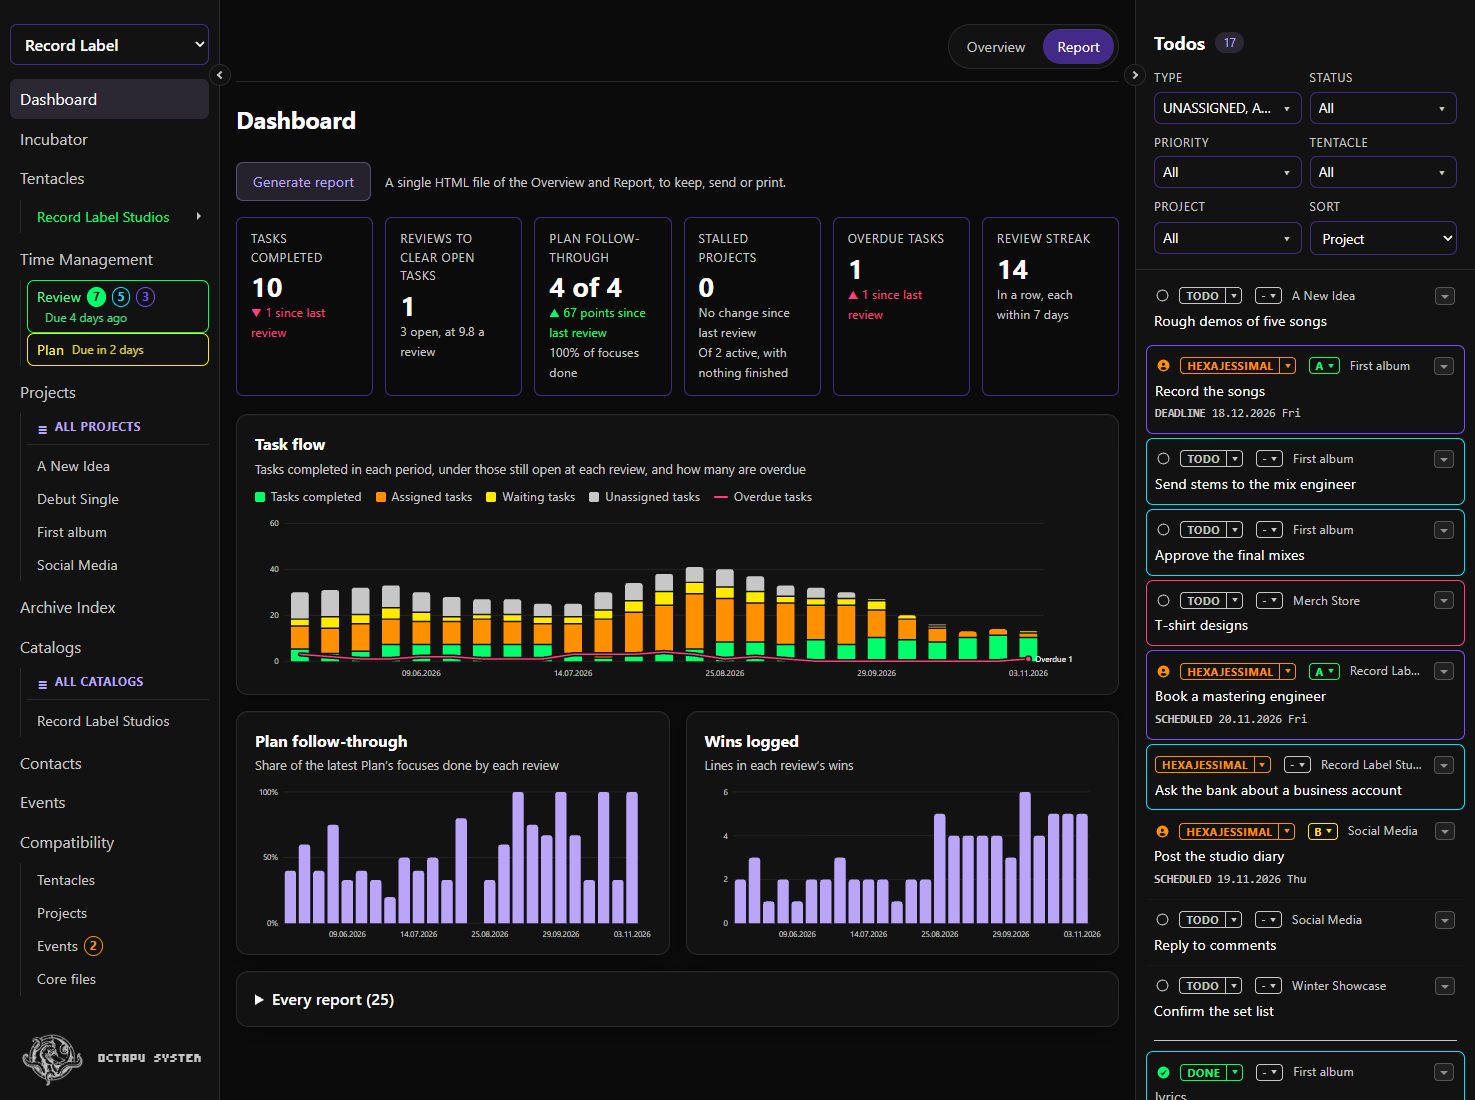 Record Label
Dashboard
Incubator
Tentacles
Record Label Studios
Time Management
Review 7 5 3
Due 4 days ago
Plan Due in 2 days
Projects
ALL PROJECTS
A New Idea
Debut Single
First album
Social Media
Archive Index
Catalogs
ALL CATALOGS
Record Label Studios
Contacts
Events
Compatibility
Tentacles
Projects
Events 2
Core files
OCTAPU SYSTEM
Overview Report
Dashboard
Generate report
A single HTML file of the Overview and Report, to keep, send or print.
TASKS
COMPLETED
10
▼ 1 since last
review
REVIEWS TO
CLEAR OPEN
TASKS
1
3 open, at 9.8 a
review
PLAN FOLLOW-
THROUGH
4 of 4
▲ 67 points since
last review
100% of focuses
done
STALLED
PROJECTS
0
No change since
last review
Of 2 active, with
nothing finished
OVERDUE TASKS
1
▲ 1 since last
review
REVIEW STREAK
14
In a row, each
within 7 days
Task flow
Tasks completed in each period, under those still open at each review, and how many are overdue
Tasks completed Assigned tasks Waiting tasks Unassigned tasks Overdue tasks
60
40
20
0
Overdue 1
09.06.2026 14.07.2026 25.08.2026 29.09.2026 03.11.2026
Plan follow-through
Share of the latest Plan's focuses done by each review
100%
50%
0%
09.06.2026 14.07.2026 25.08.2026 29.09.2026 03.11.2026
Wins logged
Lines in each review's wins
6
4
2
0
09.06.2026 14.07.2026 25.08.2026 29.09.2026 03.11.2026
▶ Every report (25)
Todos 17
TYPE STATUS
UNASSIGNED, A... All
PRIORITY TENTACLE
All All
PROJECT SORT
All Project
TODO - A New Idea
Rough demos of five songs
HEXAJESSIMAL A First album
Record the songs
DEADLINE 18.12.2026 Fri
TODO - First album
Send stems to the mix engineer
TODO - First album
Approve the final mixes
TODO - Merch Store
T-shirt designs
HEXAJESSIMAL A Record Lab...
Book a mastering engineer
SCHEDULED 20.11.2026 Fri
HEXAJESSIMAL - Record Label Stu...
Ask the bank about a business account
HEXAJESSIMAL B Social Media
Post the studio diary
SCHEDULED 19.11.2026 Thu
TODO - Social Media
Reply to comments
TODO - Winter Showcase
Confirm the set list
DONE - First album
lyrics